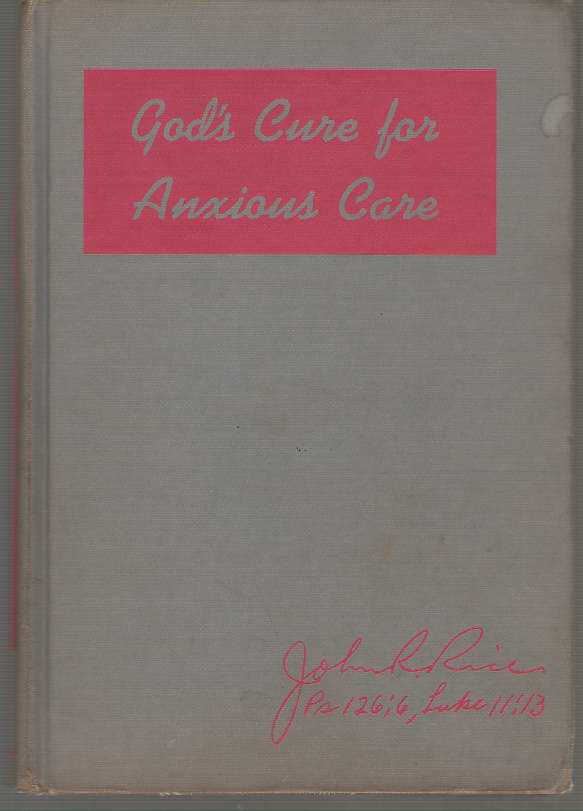 God's Cure for
Anxious Care
John R. Rice
Ps 126:6, Luke 11:13